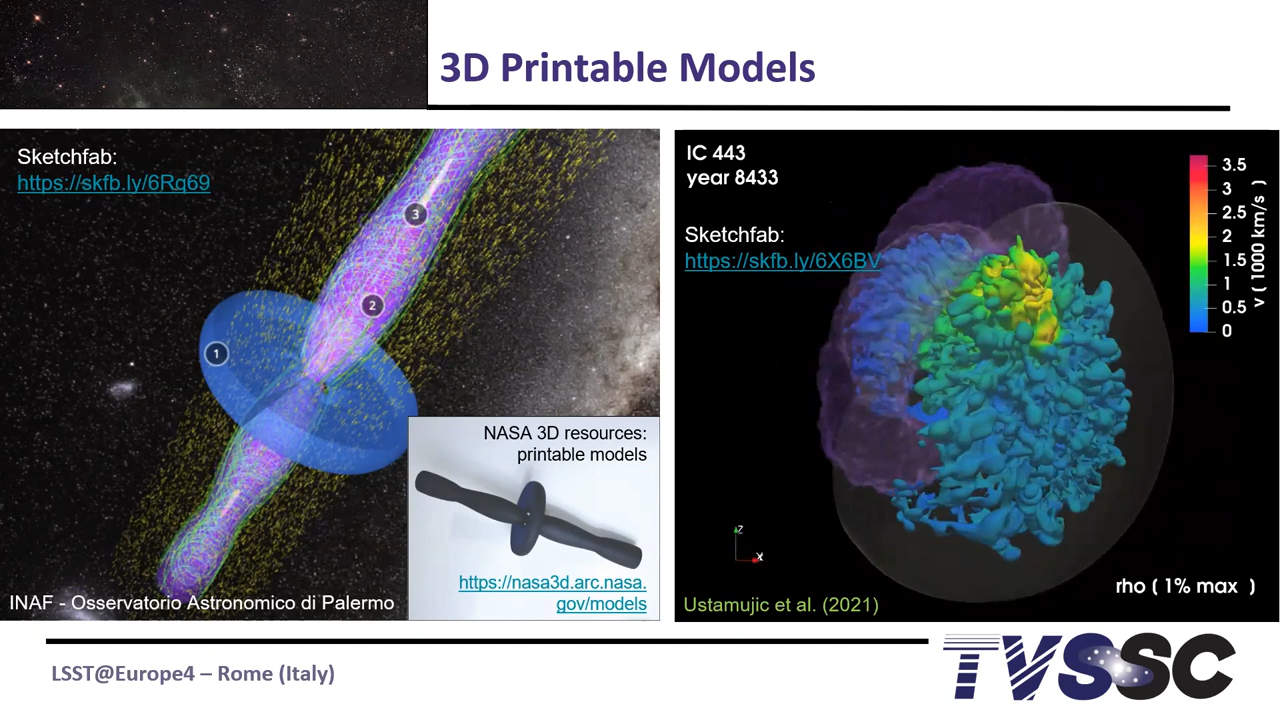 3D Printable Models
Sketchfab:
https://skfb.ly/6Rq69
3
2
1
NASA 3D resources:
printable models
https://nasa3d.arc.nasa.
gov/models
INAF - Osservatorio Astronomico di Palermo
IC 443
year 8433
Sketchfab:
https://skfb.ly/6X6BV
3.5
3
2.5
2
1.5
1
0.5
0
v ( 1000 km/s )
z
x
rho ( 1% max )
Ustamujic et al. (2021)
LSST@Europe4 – Rome (Italy)
TVSSC